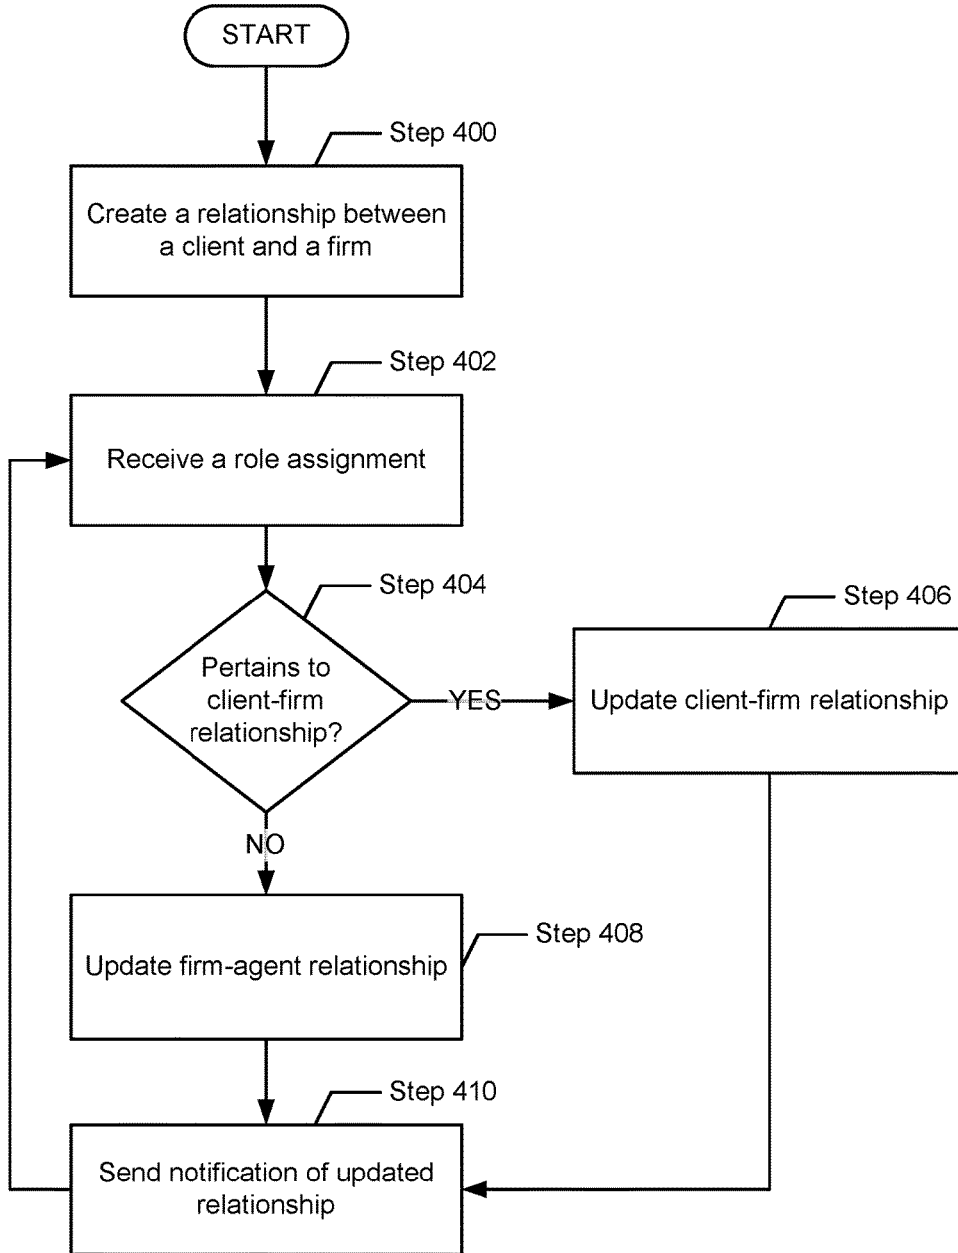 START
Step 400
Create a relationship between
a client and a firm
Step 402
Receive a role assignment
Step 404
Pertains to
client-firm
relationship?
YES
Step 406
Update client-firm relationship
NO
Step 408
Update firm-agent relationship
Step 410
Send notification of updated
relationship